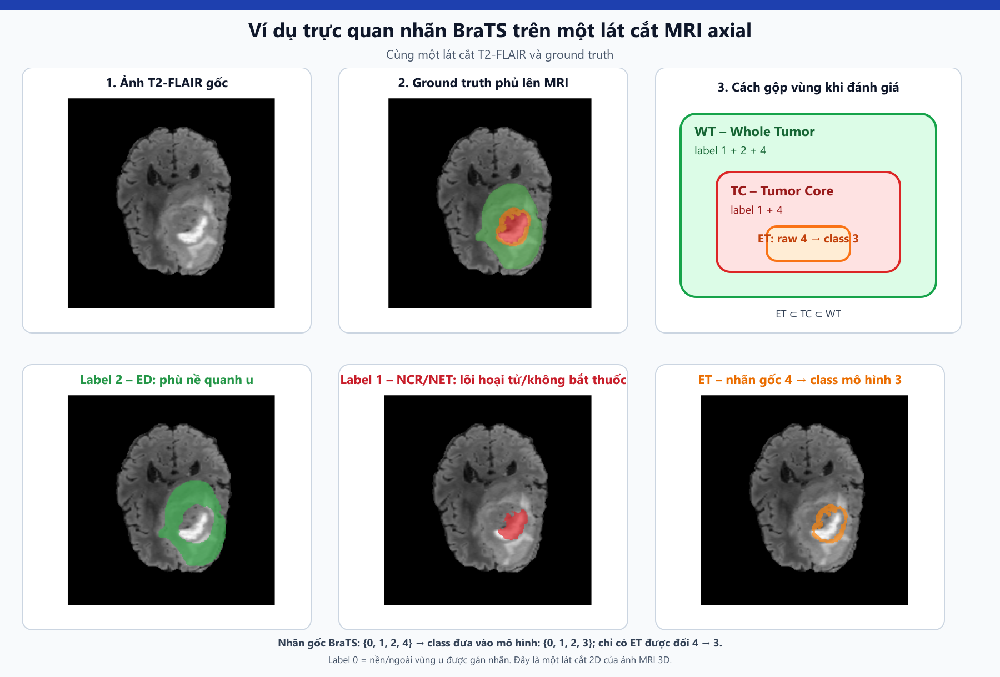 Ví dụ trực quan nhãn BraTS trên một lát cắt MRI axial
Cùng một lát cắt T2-FLAIR và ground truth
1. Ảnh T2-FLAIR gốc
2. Ground truth phủ lên MRI
3. Cách gộp vùng khi đánh giá
WT – Whole Tumor
label 1 + 2 + 4
TC – Tumor Core
label 1 + 4
ET: raw 4 → class 3
ET ⊂ TC ⊂ WT
Label 2 – ED: phù nề quanh u
Label 1 – NCR/NET: lõi hoại tử/không bắt thuốc
ET – nhãn gốc 4 → class mô hình 3
Nhãn gốc BraTS: {0, 1, 2, 4} → class đưa vào mô hình: {0, 1, 2, 3}; chỉ có ET được đổi 4 → 3.
Label 0 = nền/ngoài vùng u được gán nhãn. Đây là một lát cắt 2D của ảnh MRI 3D.